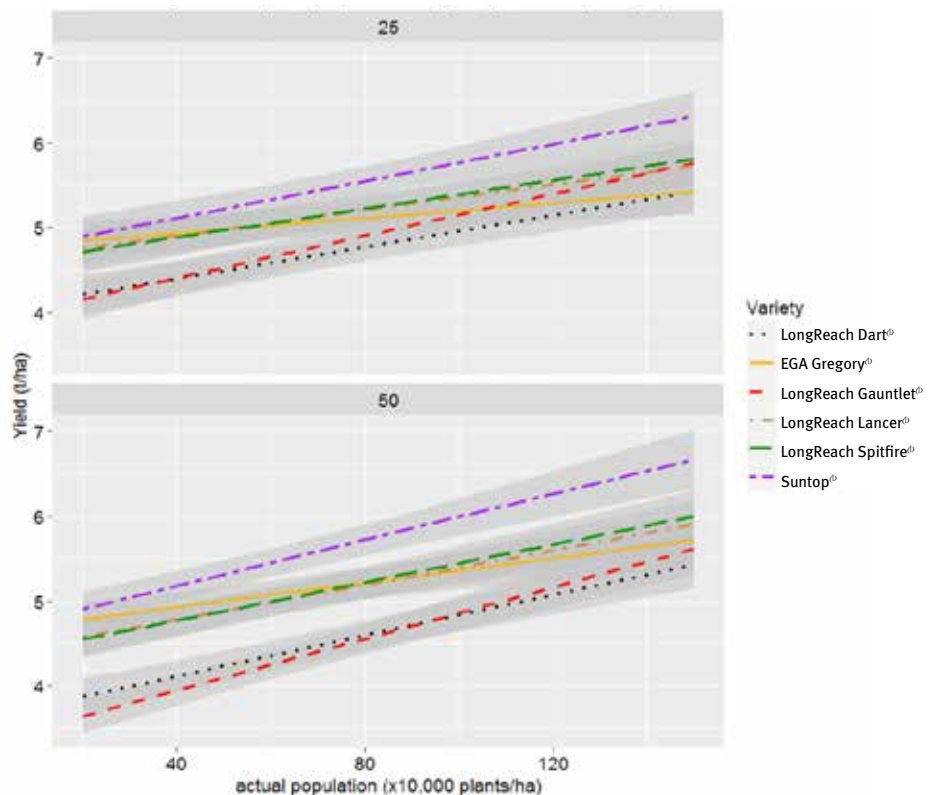 25
7
6
5
4
Yield (t/ha)
50
7
6
5
4
40 80 120
actual population (x10,000 plants/ha)
Variety
LongReach Dart⏀
EGA Gregory⏀
LongReach Gauntlet⏀
LongReach Lancer⏀
LongReach Spitfire⏀
Suntop⏀